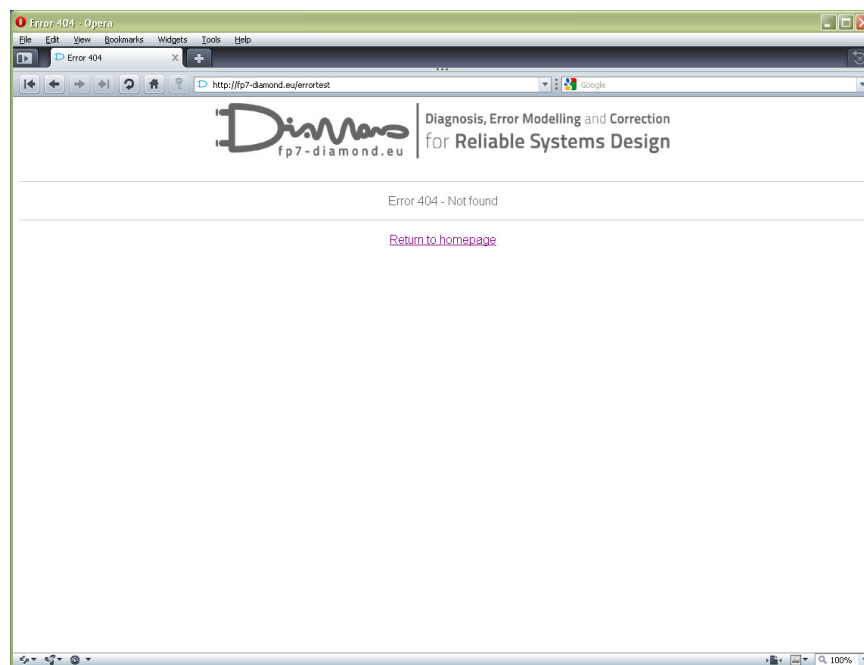 Error 404 - Opera
File Edit View Bookmarks Widgets Tools Help
Error 404
http://fp7-diamond.eu/errortest
Google
Diamond
fp7-diamond.eu
Diagnosis, Error Modelling and Correction
for Reliable Systems Design
Error 404 - Not found
Return to homepage
100%